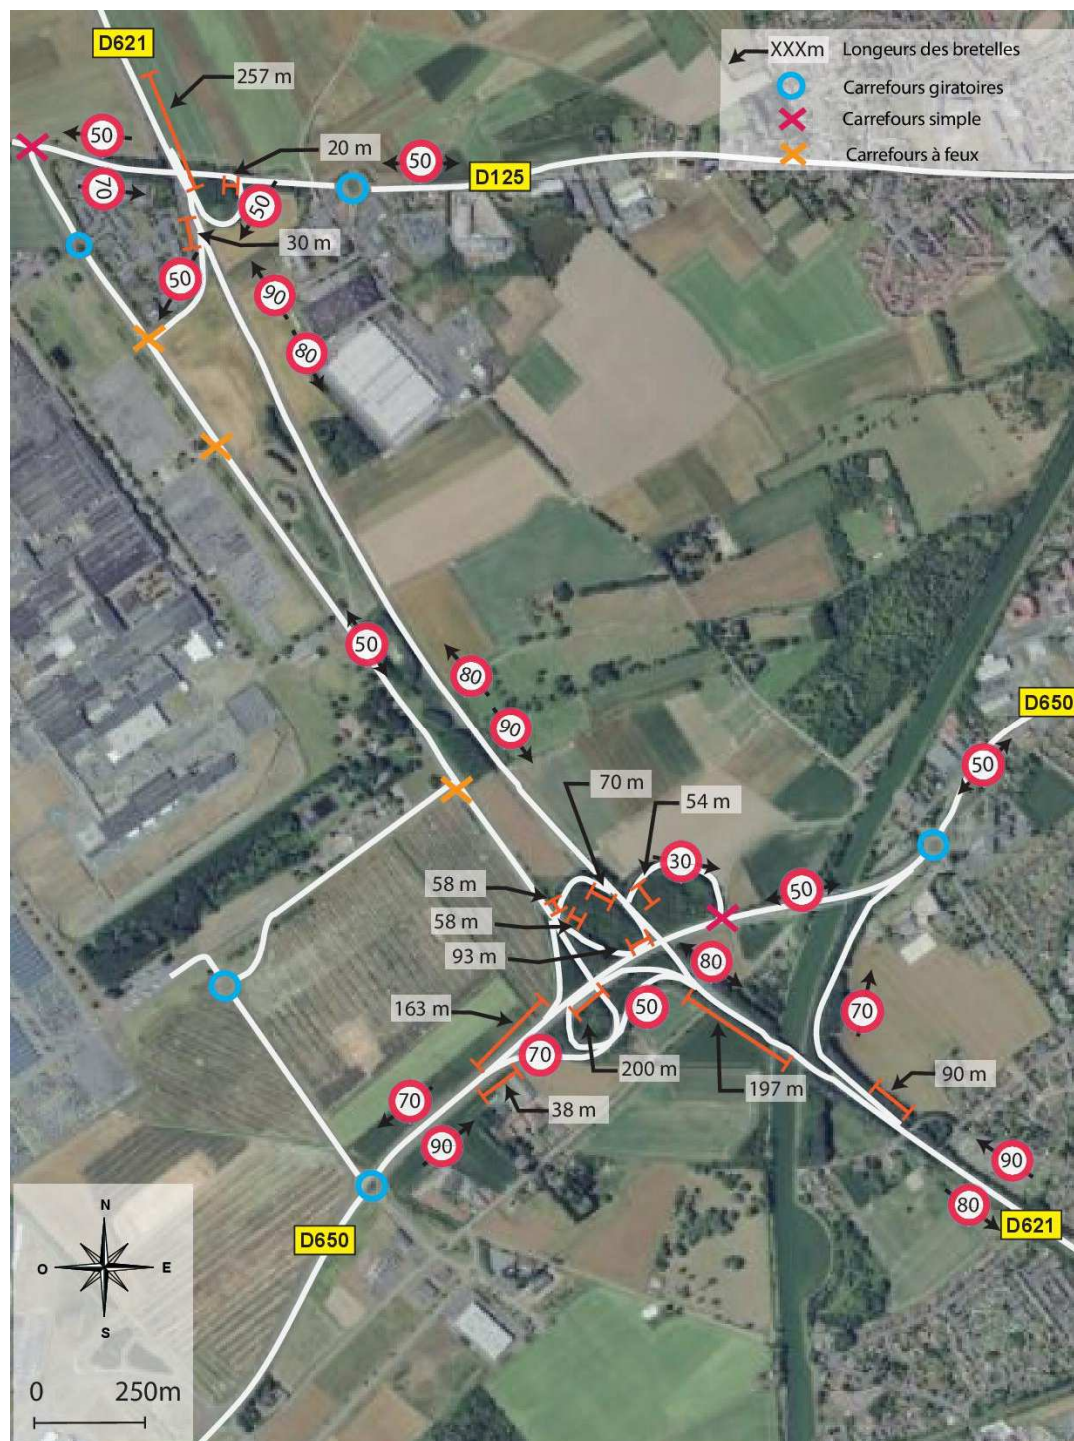 D621
XXXm Longeurs des bretelles
257 m
Carrefours giratoires
Carrefours simple
50
20 m
50
Carrefours à feux
D125
70
50
30 m
50
90
80
50
80
D650
90
50
70 m
54 m
30
58 m
50
58 m
93 m
80
163 m
50
70
70
200 m
197 m
90 m
38 m
70
90
90
80
N
D650
D621
O
E
S
0
250m